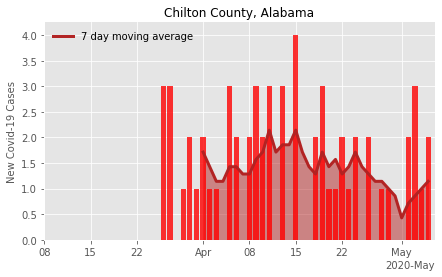 Chilton County, Alabama
7 day moving average
New Covid-19 Cases
4.0
3.5
3.0
2.5
2.0
1.5
1.0
0.5
0.0
08 15 22 Apr 08 15 22 May
2020-May